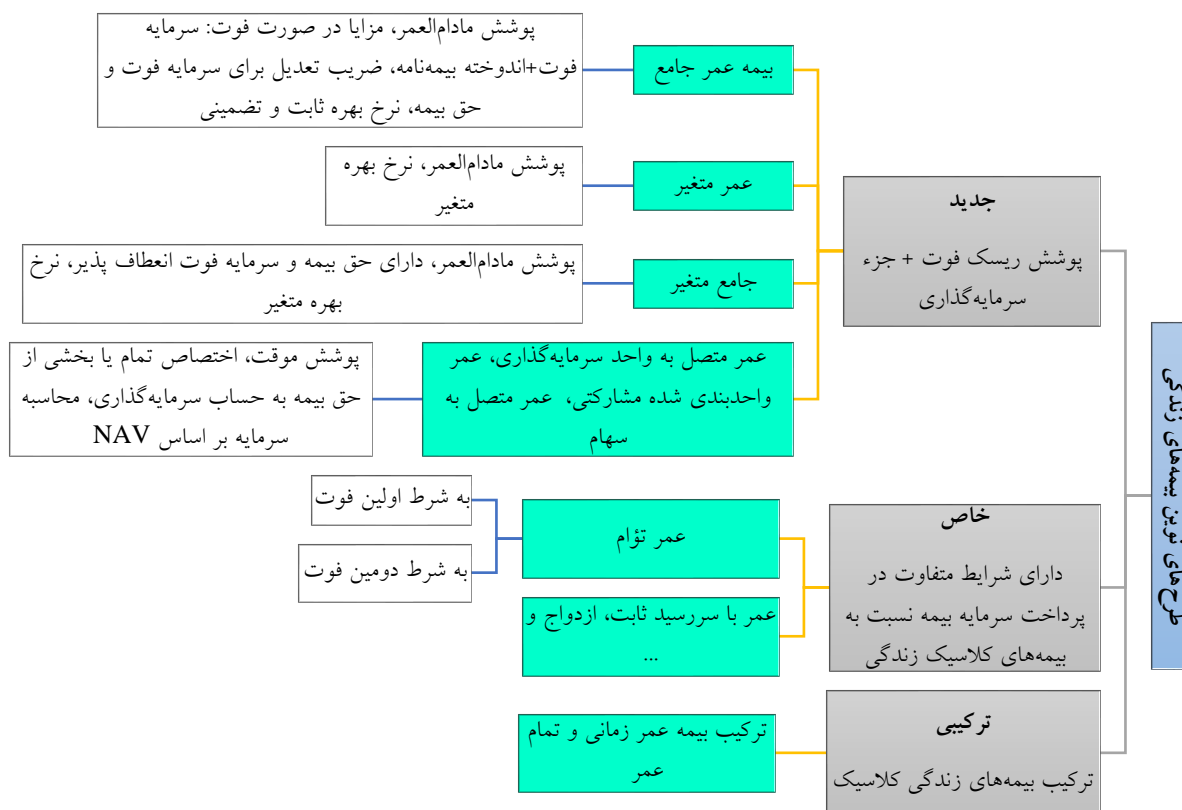 طرح‌های نوین بیمه‌های زندگی
جدید
پوشش ریسک فوت + جزء
سرمایه‌گذاری
بیمه عمر جامع
پوشش مادام‌العمر، مزایا در صورت فوت: سرمایه
فوت+اندوخته بیمه‌نامه، ضریب تعدیل برای سرمایه فوت و
حق بیمه، نرخ بهره ثابت و تضمینی
عمر متغیر
پوشش مادام‌العمر، نرخ بهره
متغیر
جامع متغیر
پوشش مادام‌العمر، دارای حق بیمه و سرمایه فوت انعطاف پذیر، نرخ
بهره متغیر
عمر متصل به واحد سرمایه‌گذاری، عمر
واحدبندی شده مشارکتی، عمر متصل به
سهام
پوشش موقت، اختصاص تمام یا بخشی از
حق بیمه به حساب سرمایه‌گذاری، محاسبه
سرمایه بر اساس NAV
خاص
دارای شرایط متفاوت در
پرداخت سرمایه بیمه نسبت به
بیمه‌های کلاسیک زندگی
عمر تؤام
به شرط اولین فوت
به شرط دومین فوت
عمر با سررسید ثابت، ازدواج و
...
ترکیبی
ترکیب بیمه‌های زندگی کلاسیک
ترکیب بیمه عمر زمانی و تمام
عمر